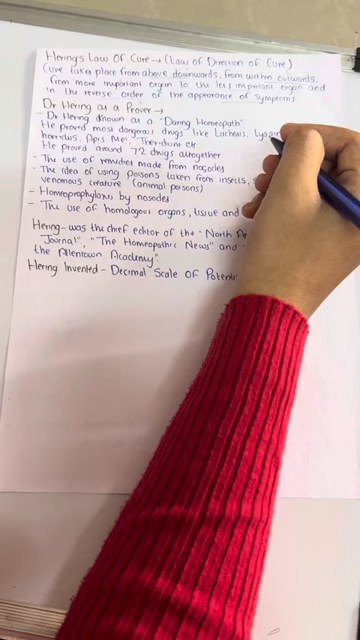 Hering's Law Of Cure → (Law of Direction of Cure)
Cure takes place from above downwards, from within outwards,
from more important organ to the less important organ and
in the reverse order of the appearance of symptoms
Dr Hering as a Prover →
- Dr Hering known as a "Daring Homeopath"
He proved most dangrous drugs like Lachesis,
horridus, Apis Mel, Theridium etc
He proved around 72 drugs altogether
- The use of remedies made from nosodes
- The idea of using poisons taken from insects,
venomous creature (animal poisons)
- Homeoprophylaxis by nosodes
- The use of homologous organs, tissue and
Hering - was the chief editor of the "North
Journal", "The Homeopathic News" and
the Allentown Academy".
Hering Invented - Decimal Scale Of